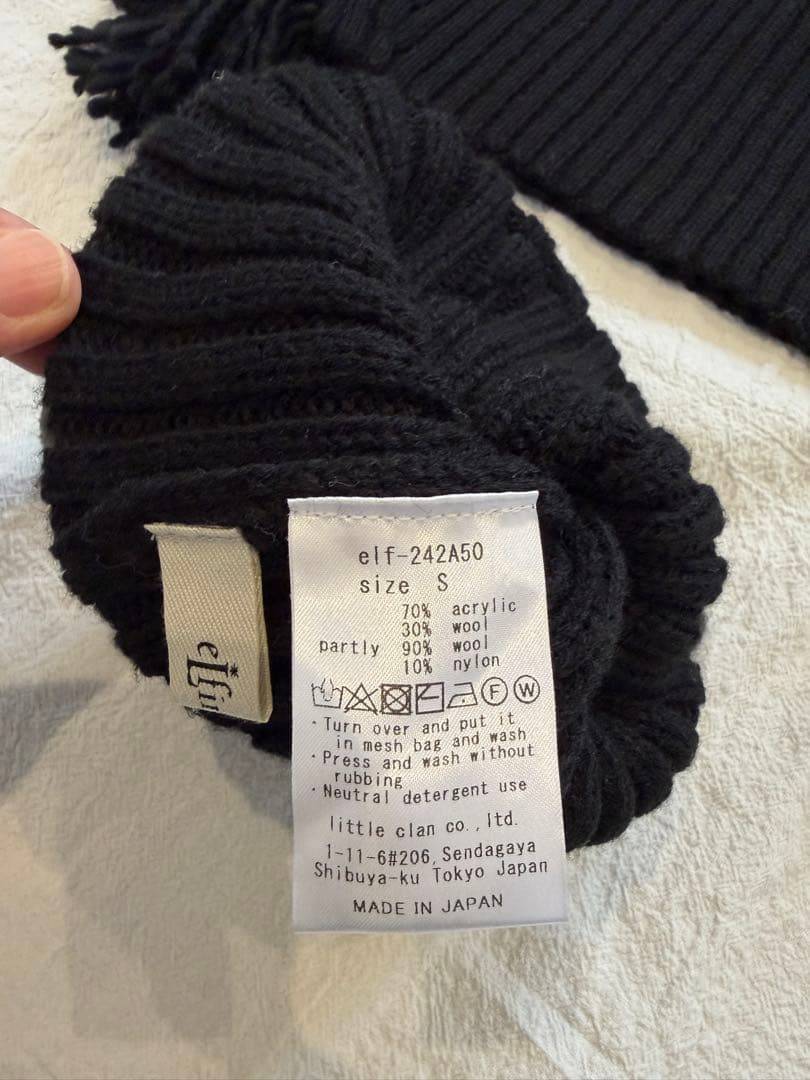 elf-242A50
size S
70% acrylic
30% wool
partly 90% wool
10% nylon
F W
・Turn over and put it
in mesh bag and wash
・Press and wash without
rubbing
・Neutral detergent use
little clan co.,ltd.
1-11-6#206, Sendagaya
Shibuya-ku Tokyo Japan
MADE IN JAPAN